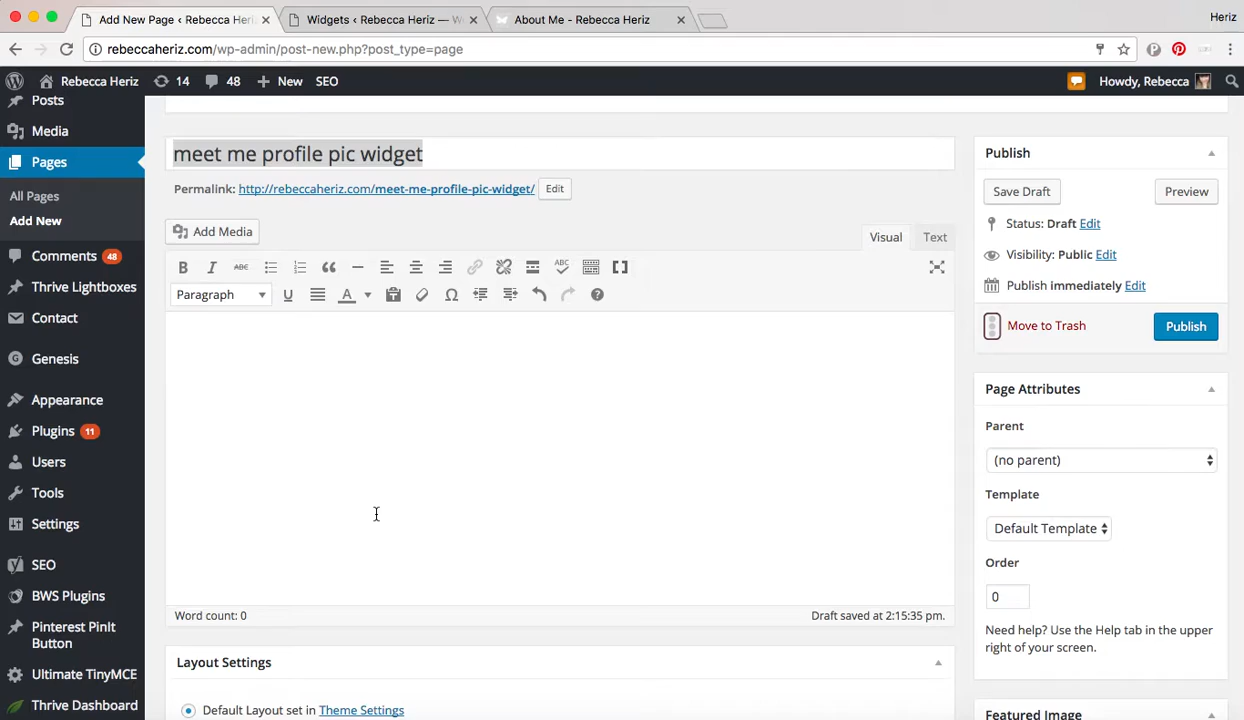 Add New Page ‹ Rebecca Heri
Widgets ‹ Rebecca Heriz — W
About Me - Rebecca Heriz
Heriz
rebeccaheriz.com/wp-admin/post-new.php?post_type=page
Rebecca Heriz
14
48
New
SEO
Howdy, Rebecca
Posts
Media
Pages
All Pages
Add New
Comments 48
Thrive Lightboxes
Contact
Genesis
Appearance
Plugins 11
Users
Tools
Settings
SEO
BWS Plugins
Pinterest PinIt
Button
Ultimate TinyMCE
Thrive Dashboard
meet me profile pic widget
Permalink: http://rebeccaheriz.com/meet-me-profile-pic-widget/ Edit
Add Media
Visual Text
B I ABC ABC
Paragraph U A Ω
Word count: 0
Draft saved at 2:15:35 pm.
Layout Settings
Default Layout set in Theme Settings
Publish
Save Draft Preview
Status: Draft Edit
Visibility: Public Edit
Publish immediately Edit
Move to Trash Publish
Page Attributes
Parent
(no parent)
Template
Default Template
Order
0
Need help? Use the Help tab in the upper
right of your screen.
Featured Image